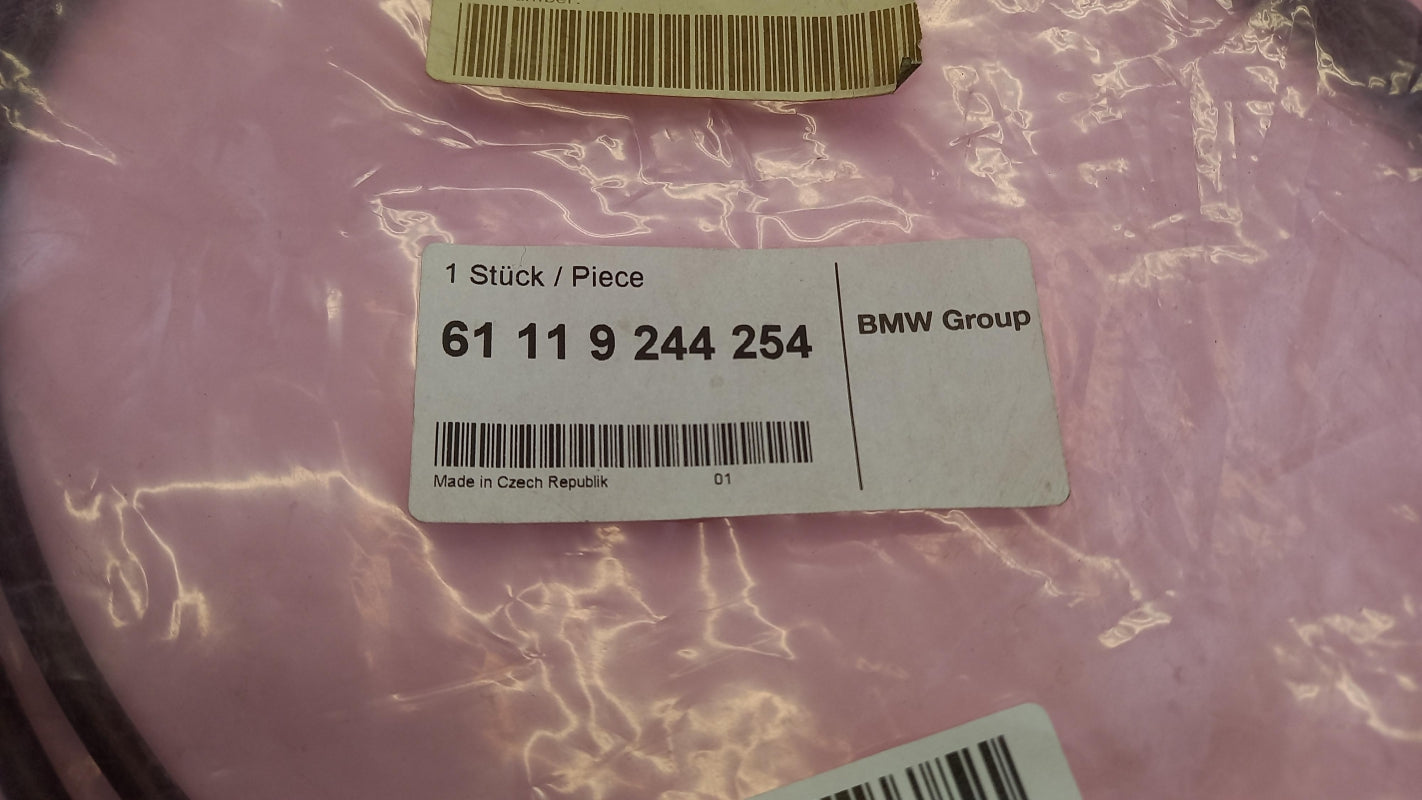 1 Stück / Piece
61 11 9 244 254
BMW Group
Made in Czech Republik 01